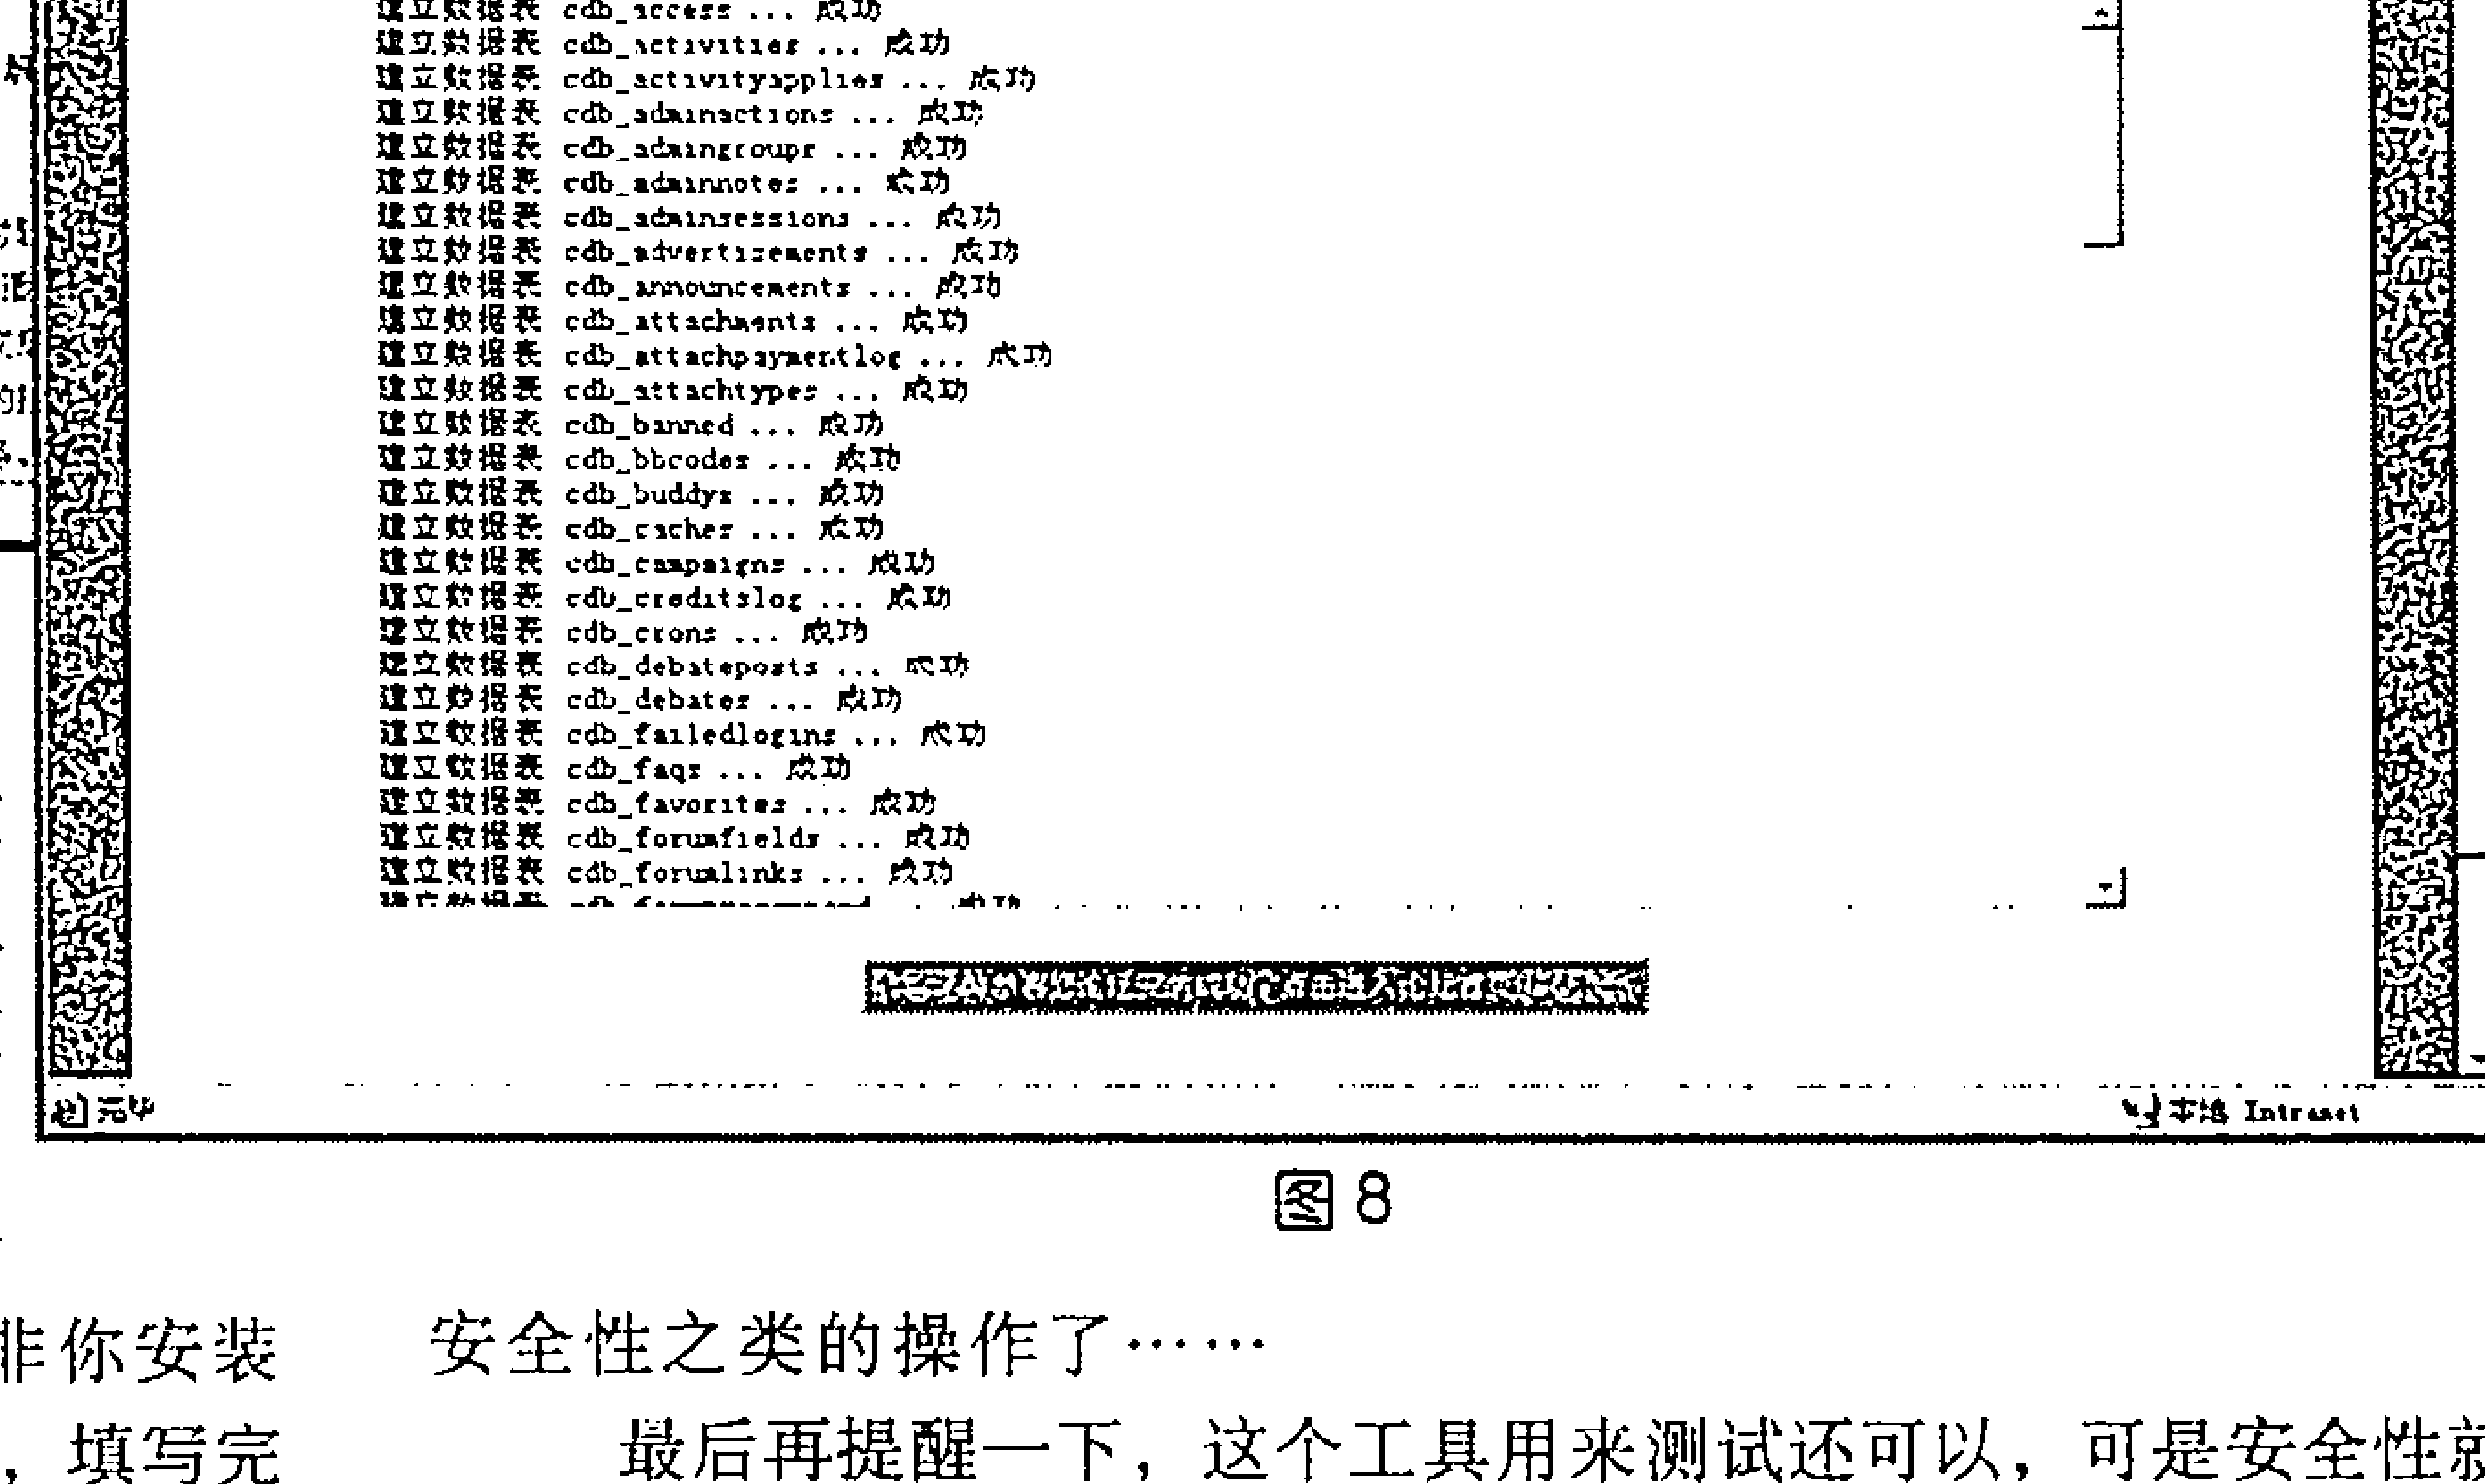 建立数据表 cdb_access ... 成功
建立数据表 cdb_activities ... 成功
建立数据表 cdb_activityapplies ... 成功
建立数据表 cdb_adminactions ... 成功
建立数据表 cdb_admingroups ... 成功
建立数据表 cdb_adminnotes ... 成功
建立数据表 cdb_adminsessions ... 成功
建立数据表 cdb_advertisements ... 成功
建立数据表 cdb_announcements ... 成功
建立数据表 cdb_attachments ... 成功
建立数据表 cdb_attachpaymentlog ... 成功
建立数据表 cdb_attachtypes ... 成功
建立数据表 cdb_banned ... 成功
建立数据表 cdb_bbcodes ... 成功
建立数据表 cdb_buddys ... 成功
建立数据表 cdb_caches ... 成功
建立数据表 cdb_campaigns ... 成功
建立数据表 cdb_creditslog ... 成功
建立数据表 cdb_crons ... 成功
建立数据表 cdb_debateposts ... 成功
建立数据表 cdb_debates ... 成功
建立数据表 cdb_failedlogins ... 成功
建立数据表 cdb_faqs ... 成功
建立数据表 cdb_favorites ... 成功
建立数据表 cdb_forumfields ... 成功
建立数据表 cdb_forumlinks ... 成功
完毕
本地 Intranet
图 8
非你安装
，填写完
安全性之类的操作了……
最后再提醒一下，这个工具用来测试还可以，可是安全性就